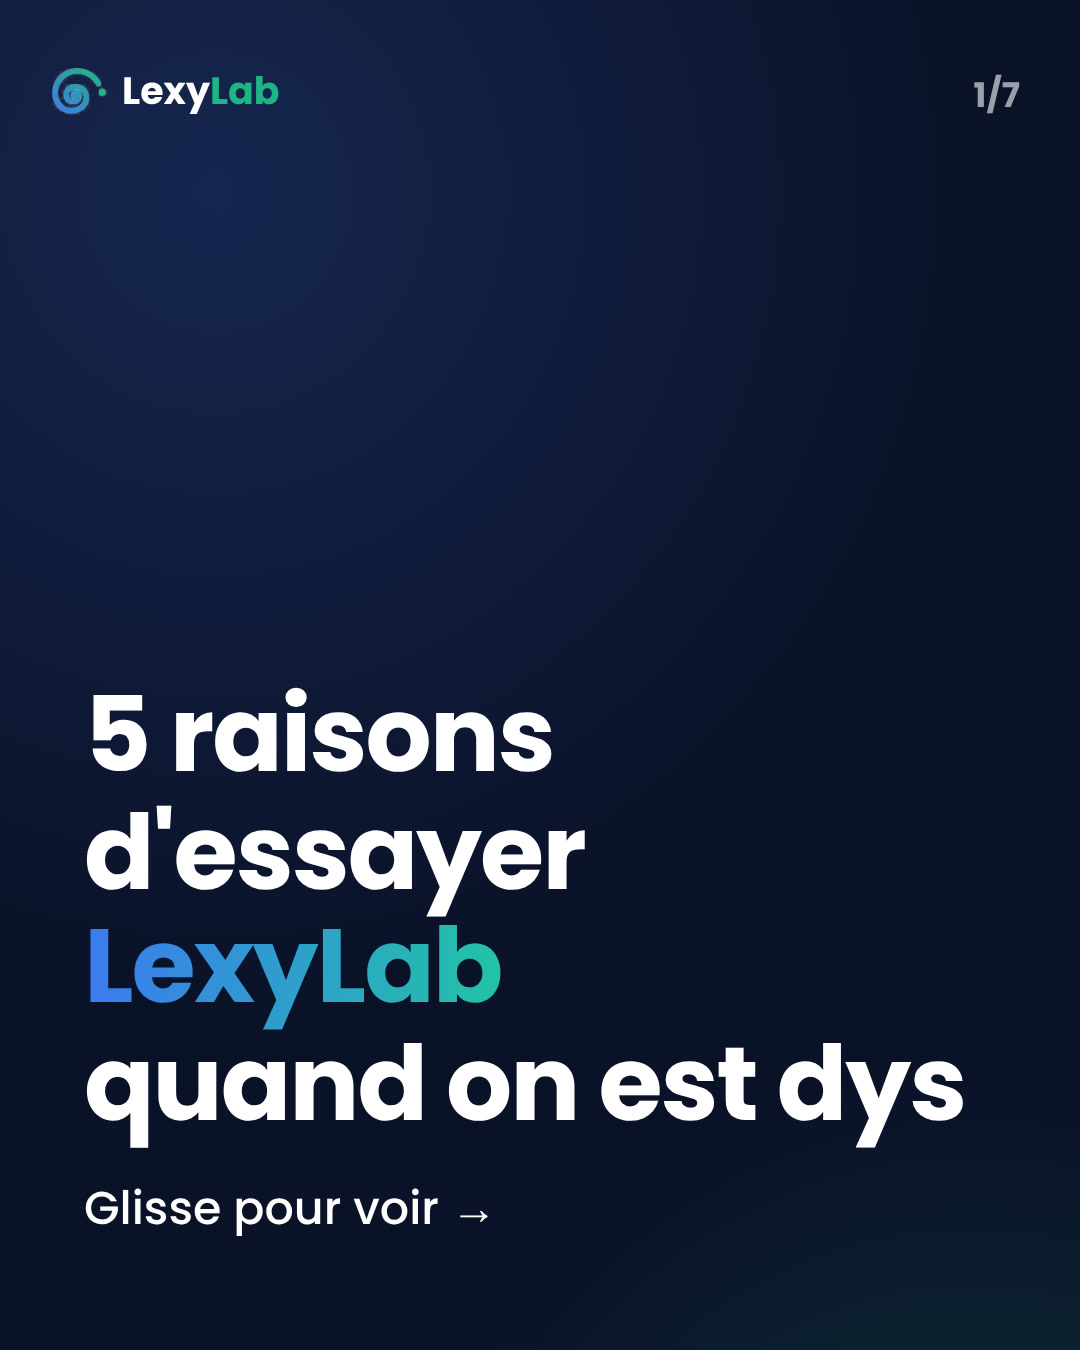 LexyLab
1/7
5 raisons
d'essayer
LexyLab
quand on est dys
Glisse pour voir →